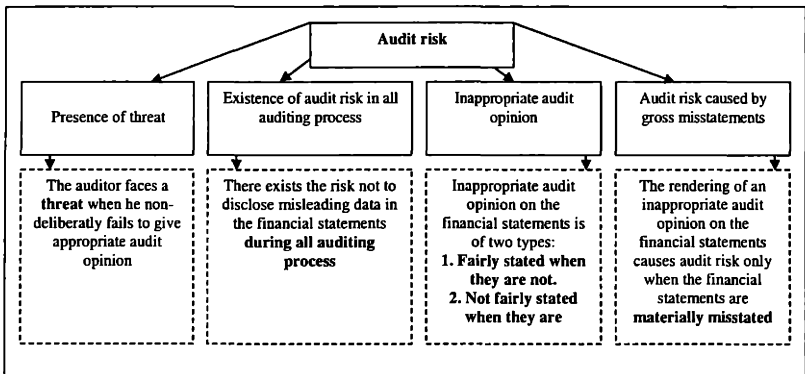 Audit risk
Presence of threat
Existence of audit risk in all
auditing process
Inappropriate audit
opinion
Audit risk caused by
gross misstatements
The auditor faces a
threat when he non-
deliberatly fails to give
appropriate audit
opinion
There exists the risk not to
disclose misleading data in
the financial statements
during all auditing
process
Inappropriate audit
opinion on the
financial statements is
of two types:
1. Fairly stated when
they are not.
2. Not fairly stated
when they are
The rendering of an
inappropriate audit
opinion on the
financial statements
causes audit risk only
when the financial
statements are
materially misstated